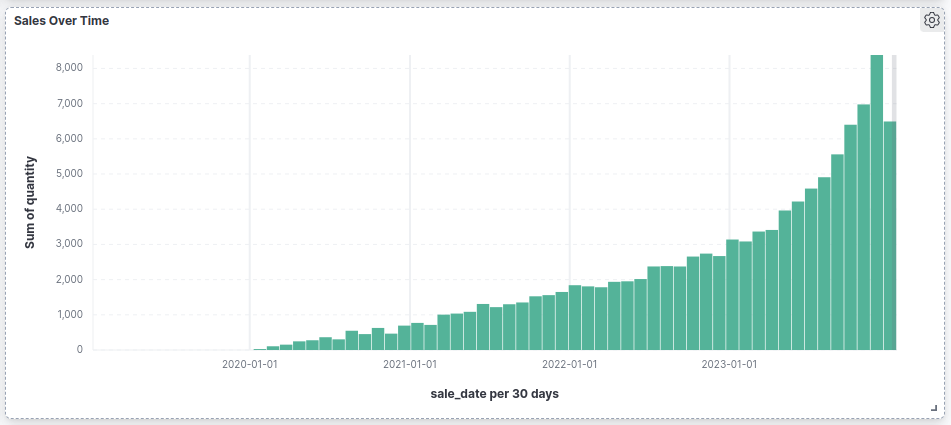 Sales Over Time
8,000
7,000
6,000
5,000
4,000
3,000
2,000
1,000
0
Sum of quantity
2020-01-01 2021-01-01 2022-01-01 2023-01-01
sale_date per 30 days